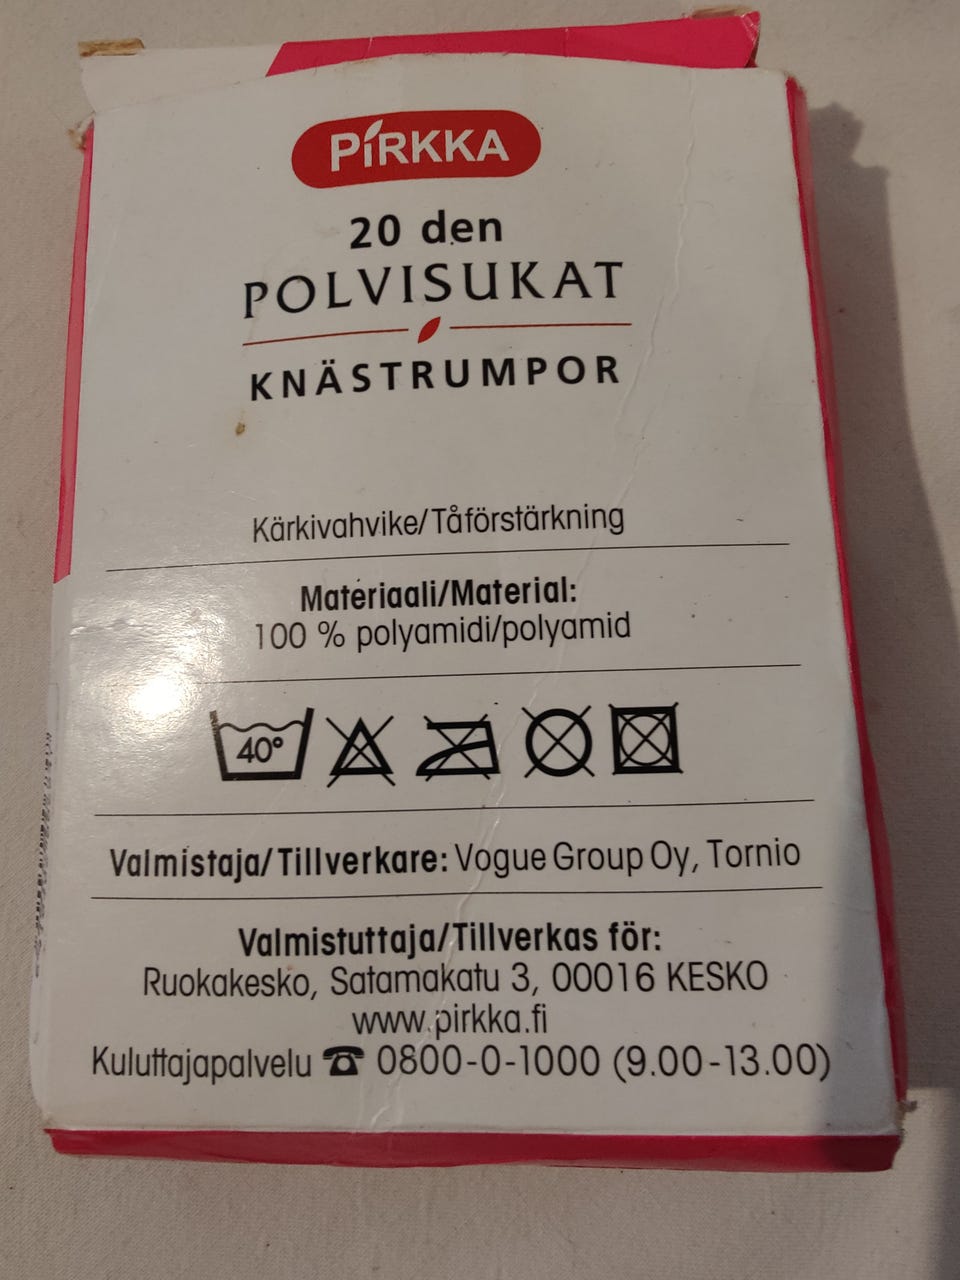 PIRKKA
20 den
POLVISUKAT
KNÄSTRUMPOR
Kärkivahvike/Tåförstärkning
Materiaali/Material:
100 % polyamidi/polyamid
40°
Valmistaja/Tillverkare: Vogue Group Oy, Tornio
Valmistuttaja/Tillverkas för:
Ruokakesko, Satamakatu 3, 00016 KESKO
www.pirkka.fi
Kuluttajapalvelu ☎ 0800-0-1000 (9.00-13.00)